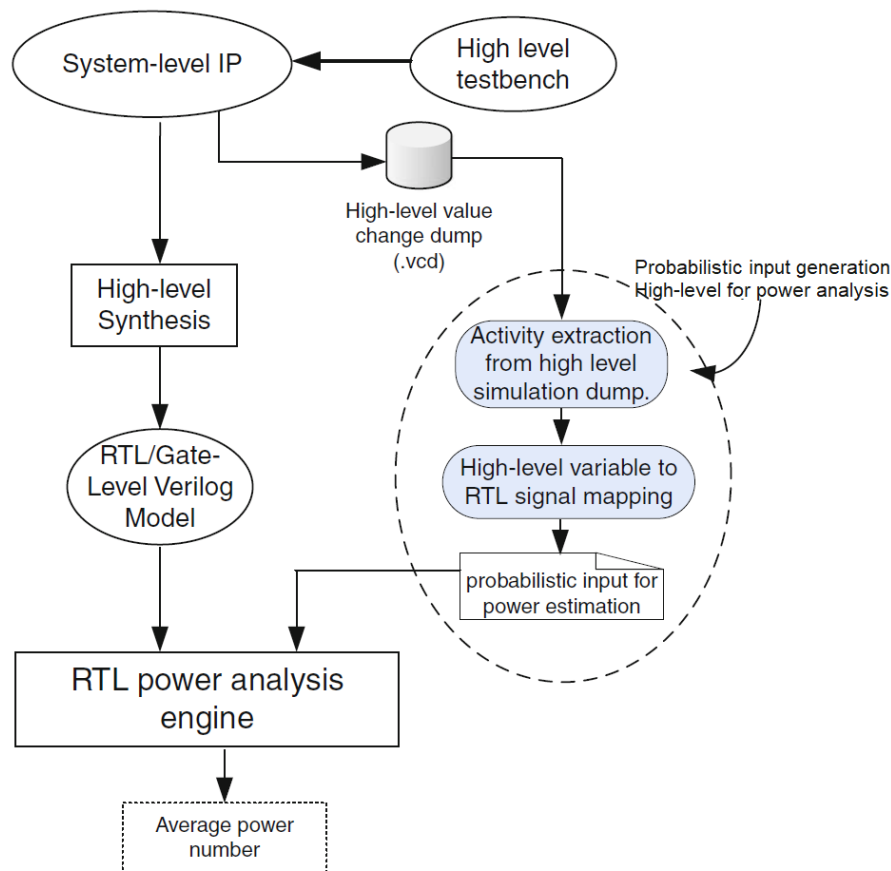 System-level IP
High level
testbench
High-level value
change dump
(.vcd)
Probabilistic input generation
High-level for power analysis
High-level
Synthesis
Activity extraction
from high level
simulation dump.
RTL/Gate-
Level Verilog
Model
High-level variable to
RTL signal mapping
probabilistic input for
power estimation
RTL power analysis
engine
Average power
number